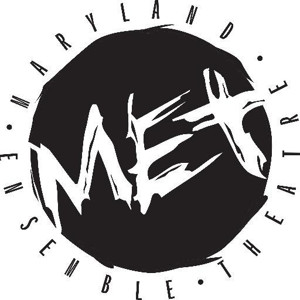 MARYLAND • ENSEMBLE • THEATRE •
MET